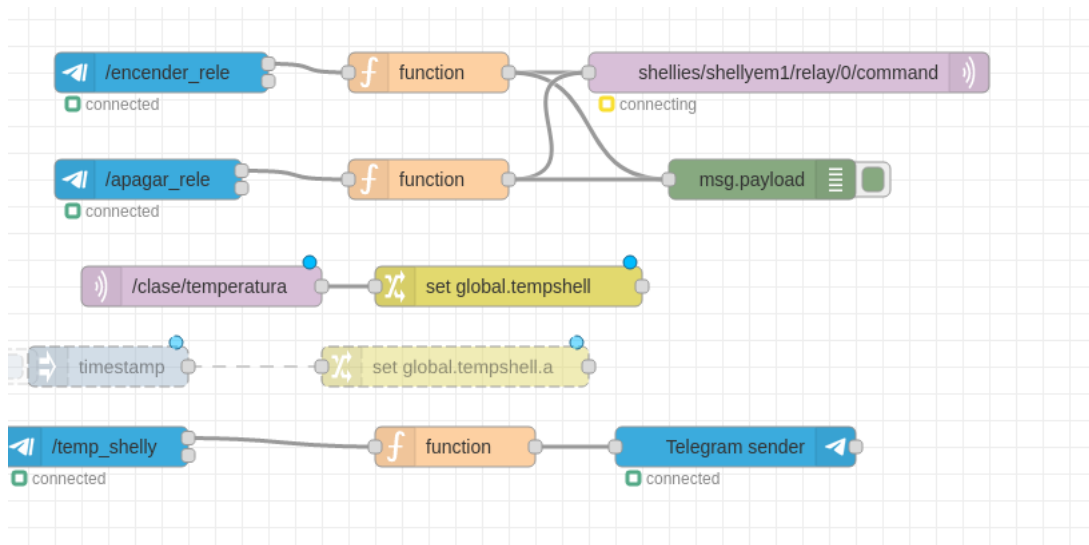 /encender_rele
function
shellies/shellyem1/relay/0/command
connected
connecting
/apagar_rele
function
msg.payload
connected
/clase/temperatura
set global.tempshell
timestamp
set global.tempshell.a
/temp_shelly
function
Telegram sender
connected
connected